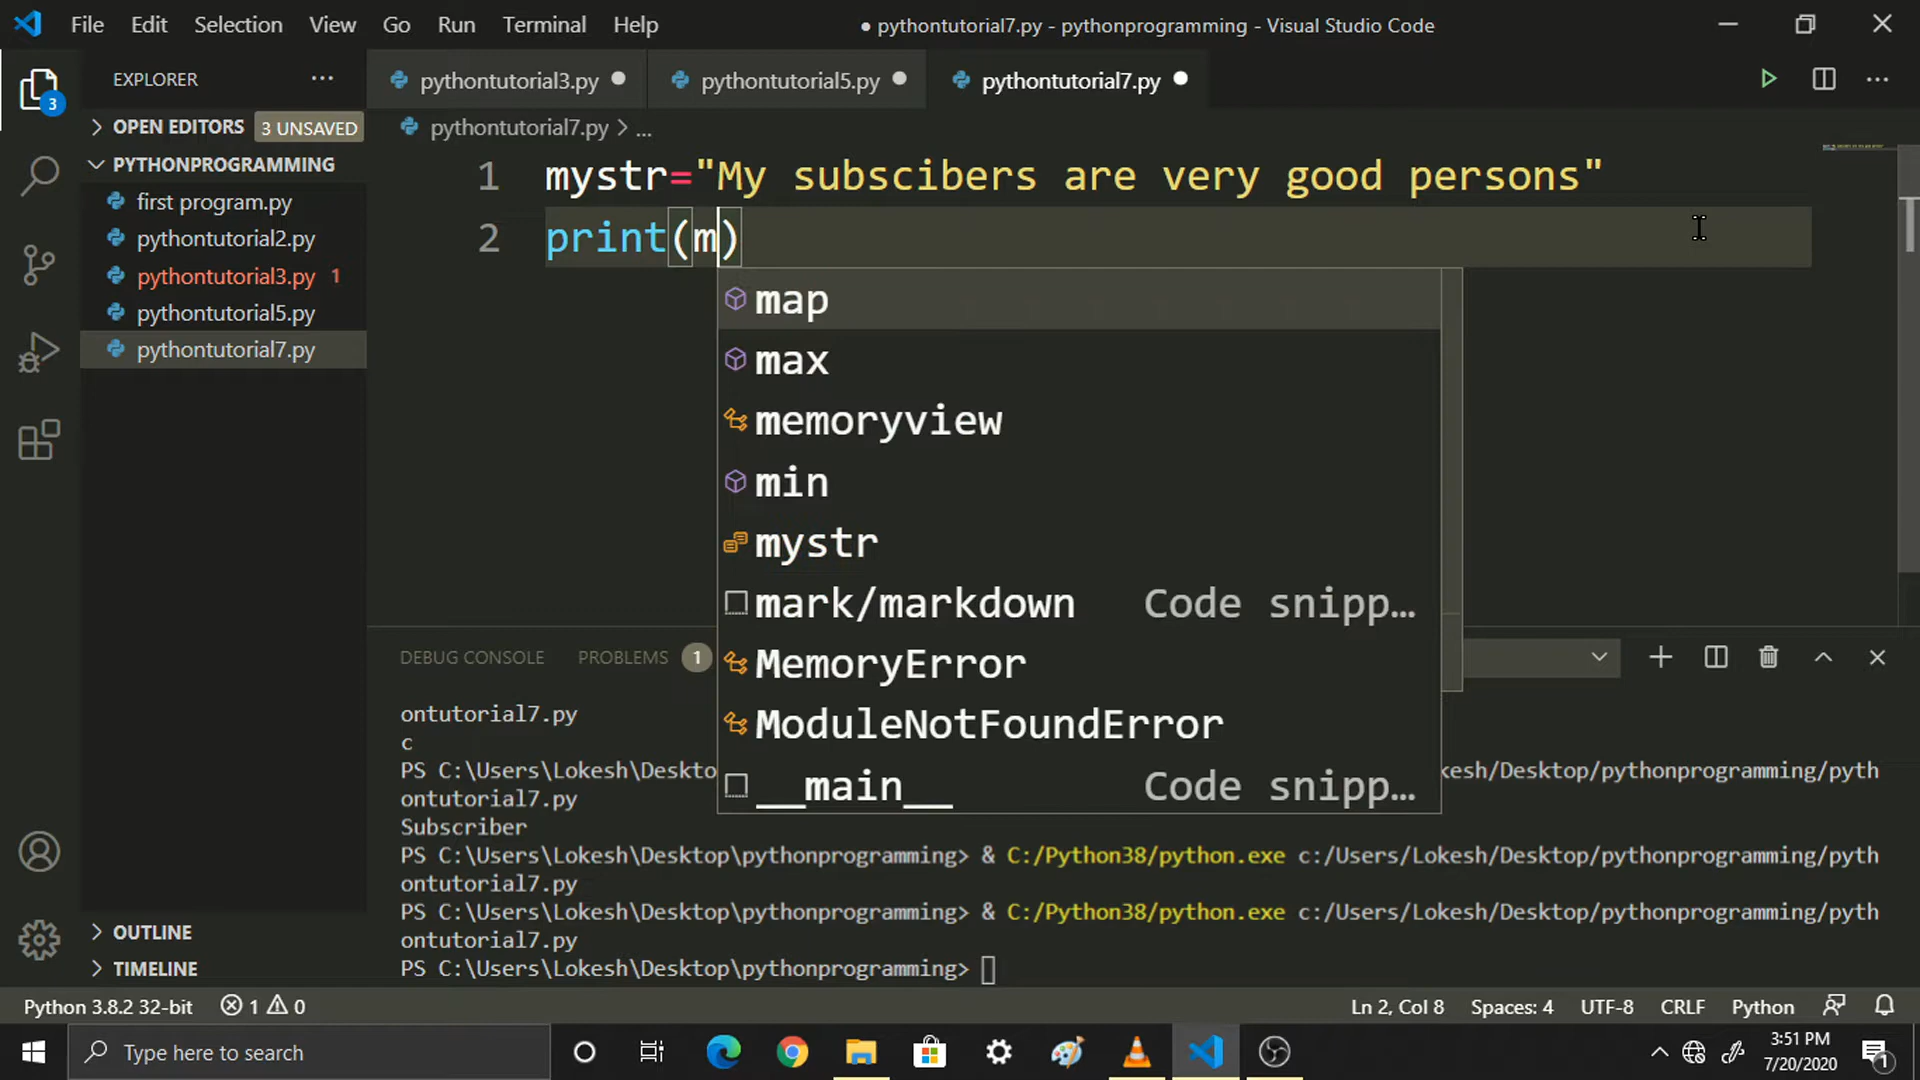 File Edit Selection View Go Run Terminal Help ● pythontutorial7.py - pythonprogramming - Visual Studio Code
EXPLORER ... pythontutorial3.py pythontutorial5.py pythontutorial7.py
3
OPEN EDITORS 3 UNSAVED
pythontutorial7.py > ...
PYTHONPROGRAMMING
first program.py
pythontutorial2.py
pythontutorial3.py 1
pythontutorial5.py
pythontutorial7.py
1 mystr="My subscibers are very good persons"
2 print(m)
map
max
memoryview
min
mystr
mark/markdown Code snipp...
MemoryError
ModuleNotFoundError
__main__ Code snipp...
DEBUG CONSOLE PROBLEMS 1
ontutorial7.py
c
PS C:\Users\Lokesh\Deskto kesh/Desktop/pythonprogramming/pyth
ontutorial7.py
Subscriber
PS C:\Users\Lokesh\Desktop\pythonprogramming> & C:/Python38/python.exe c:/Users/Lokesh/Desktop/pythonprogramming/pyth
ontutorial7.py
PS C:\Users\Lokesh\Desktop\pythonprogramming> & C:/Python38/python.exe c:/Users/Lokesh/Desktop/pythonprogramming/pyth
ontutorial7.py
PS C:\Users\Lokesh\Desktop\pythonprogramming>
OUTLINE
TIMELINE
Python 3.8.2 32-bit 1 0 Ln 2, Col 8 Spaces: 4 UTF-8 CRLF Python
Type here to search
3:51 PM
7/20/2020
1